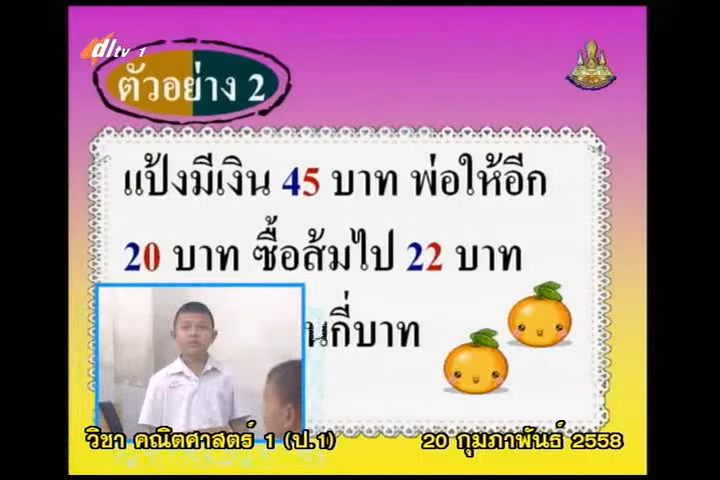 dltv 1
ตัวอย่าง 2
แป้งมีเงิน 45 บาท พ่อให้อีก
20 บาท ซื้อส้มไป 22 บาท
นกี่บาท
วิชา คณิตศาสตร์ 1 (ป.1)
20 กุมภาพันธ์ 2558